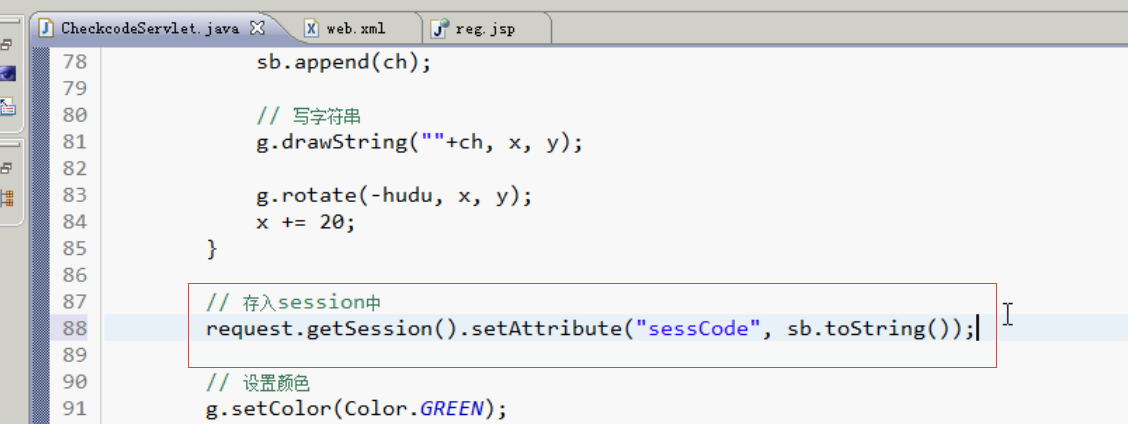 CheckcodeServlet.java web.xml reg.jsp
78 sb.append(ch);
79
80 // 写字符串
81 g.drawString(""+ch, x, y);
82
83 g.rotate(-hudu, x, y);
84 x += 20;
85 }
86
87 // 存入session中
88 request.getSession().setAttribute("sessCode", sb.toString());
89
90 // 设置颜色
91 g.setColor(Color.GREEN);